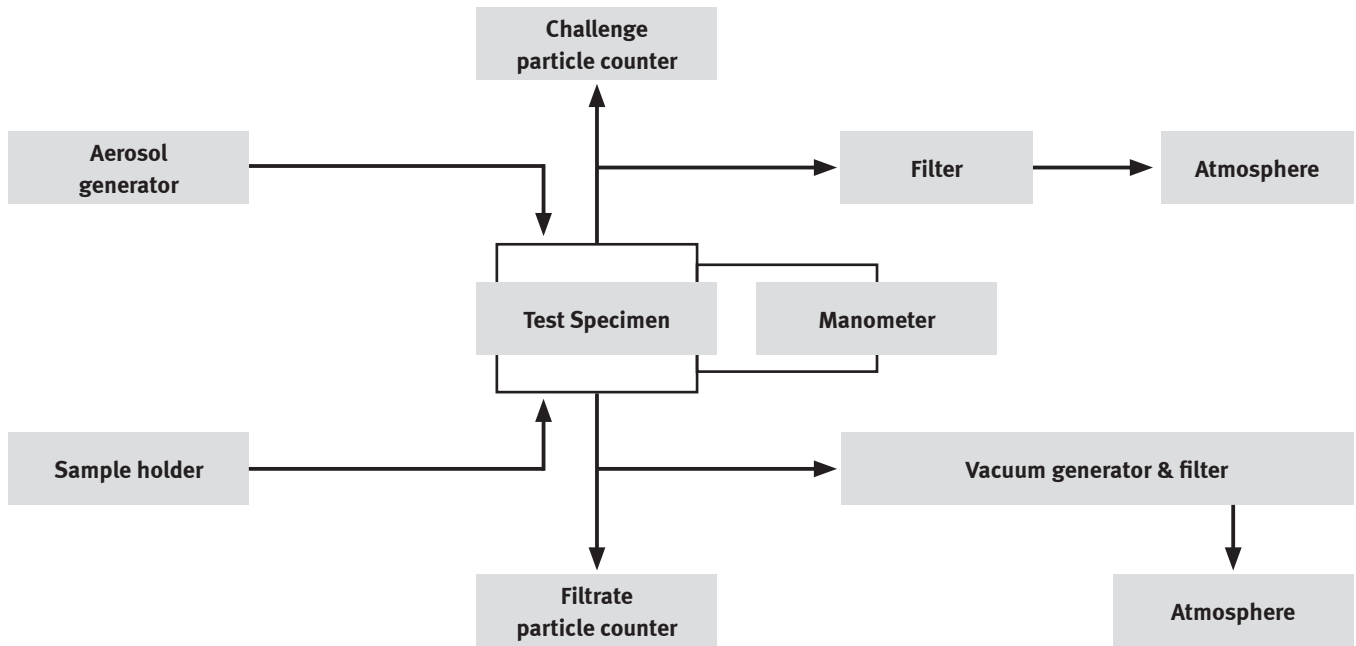 Challenge
particle counter
Aerosol
generator
Filter
Atmosphere
Test Specimen
Manometer
Sample holder
Vacuum generator & filter
Filtrate
particle counter
Atmosphere